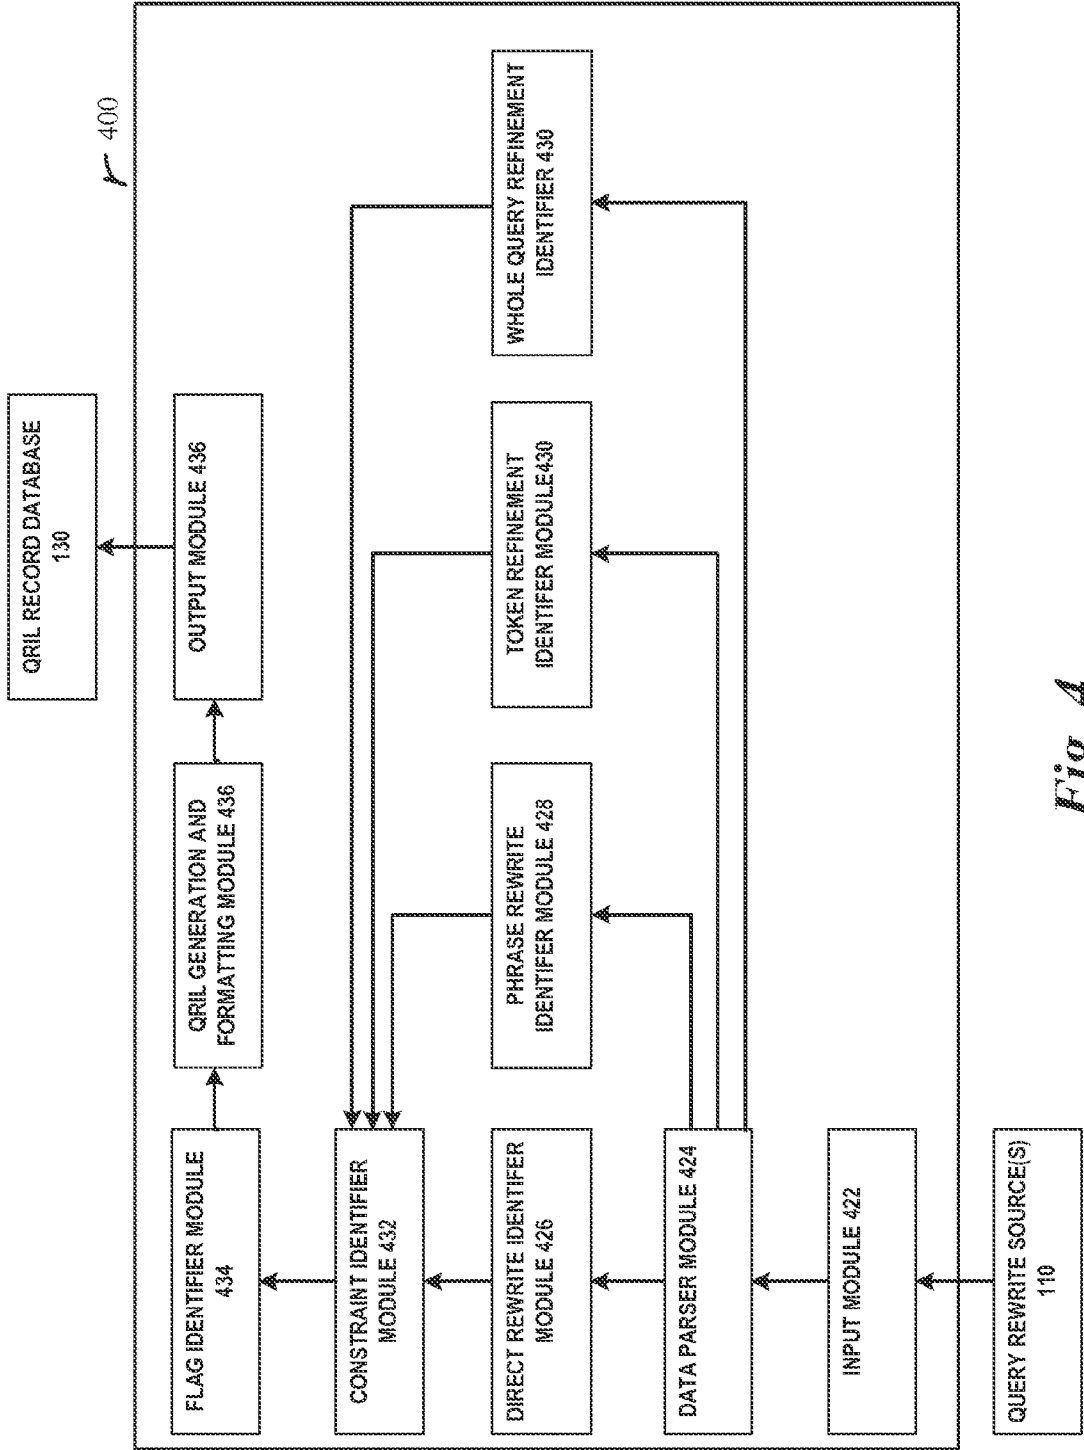 400
QRIL RECORD DATABASE
130
FLAG IDENTIFIER MODULE
434
QRIL GENERATION AND
FORMATTING MODULE 436
OUTPUT MODULE 436
CONSTRAINT IDENTIFIER
MODULE 432
DIRECT REWRITE IDENTIFER
MODULE 426
PHRASE REWRITE
IDENTIFER MODULE 428
TOKEN REFINEMENT
IDENTIFER MODULE430
WHOLE QUERY REFINEMENT
IDENTIFIER 430
DATA PARSER MODULE 424
INPUT MODULE 422
QUERY REWRITE SOURCE(S)
110
Fig. 4